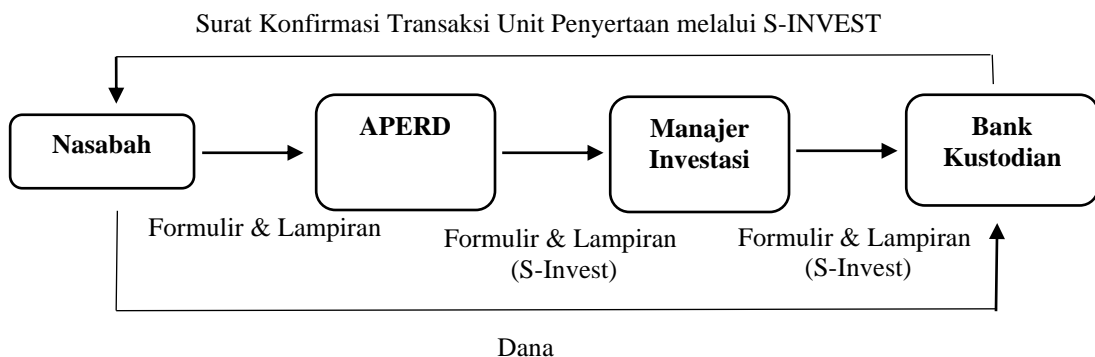 Surat Konfirmasi Transaksi Unit Penyertaan melalui S-INVEST
Nasabah
APERD
Manajer
Investasi
Bank
Kustodian
Formulir & Lampiran
Formulir & Lampiran
(S-Invest)
Formulir & Lampiran
(S-Invest)
Dana